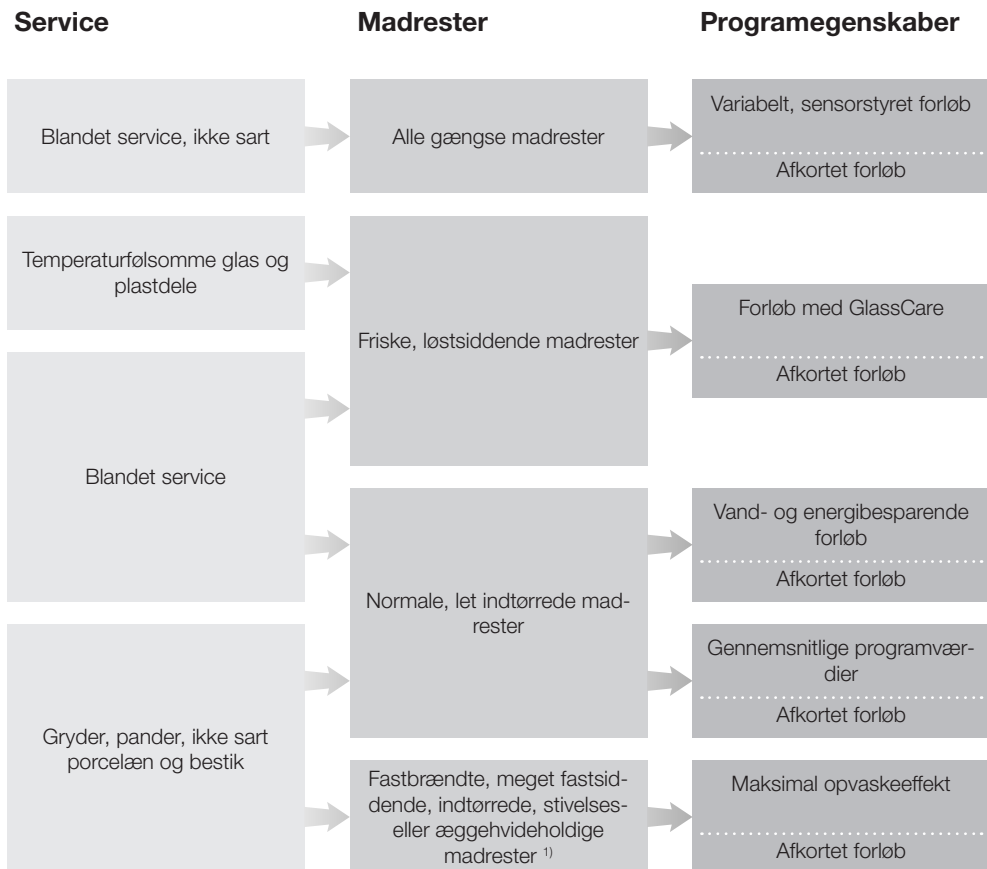 Service
Madrester
Programegenskaber
Blandet service, ikke sart
Alle gængse madrester
Variabelt, sensorstyret forløb
Afkortet forløb
Temperaturfølsomme glas og
plastdele
Friske, løstsiddende madrester
Forløb med GlassCare
Afkortet forløb
Blandet service
Normale, let indtørrede mad-
rester
Vand- og energibesparende
forløb
Afkortet forløb
Gennemsnitlige programvær-
dier
Afkortet forløb
Gryder, pander, ikke sart
porcelæn og bestik
Fastbrændte, meget fastsid-
dende, indtørrede, stivelses-
eller æggehvideholdige
madrester 1)
Maksimal opvaskeeffekt
Afkortet forløb